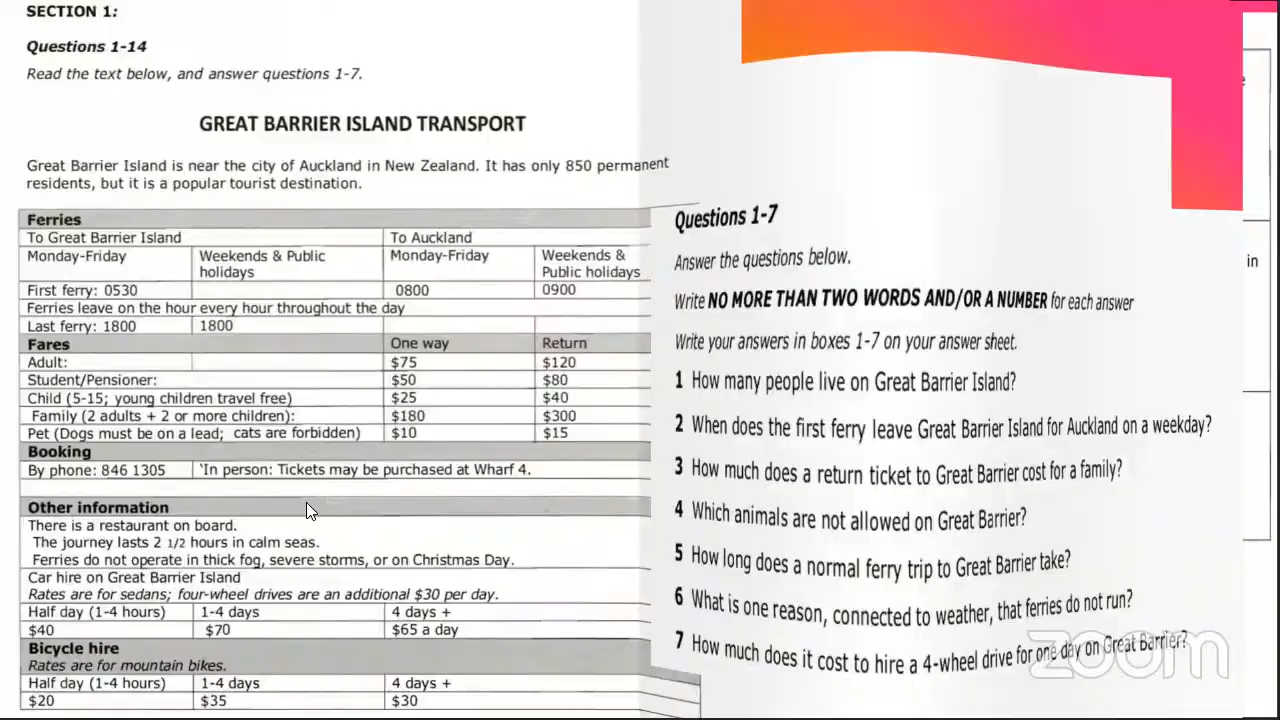 SECTION 1:
Questions 1-14
Read the text below, and answer questions 1-7.
GREAT BARRIER ISLAND TRANSPORT
Great Barrier Island is near the city of Auckland in New Zealand. It has only 850 permanent
residents, but it is a popular tourist destination.
Ferries
To Great Barrier Island To Auckland
Monday-Friday Weekends & Public holidays Monday-Friday Weekends & Public holidays
First ferry: 0530 0800 0900
Ferries leave on the hour every hour throughout the day
Last ferry: 1800 1800
Fares One way Return
Adult: $75 $120
Student/Pensioner: $50 $80
Child (5-15; young children travel free) $25 $40
Family (2 adults + 2 or more children): $180 $300
Pet (Dogs must be on a lead; cats are forbidden) $10 $15
Booking
By phone: 846 1305 'In person: Tickets may be purchased at Wharf 4.
Other information
There is a restaurant on board.
The journey lasts 2 1/2 hours in calm seas.
Ferries do not operate in thick fog, severe storms, or on Christmas Day.
Car hire on Great Barrier Island
Rates are for sedans; four-wheel drives are an additional $30 per day.
Half day (1-4 hours) 1-4 days 4 days +
$40 $70 $65 a day
Bicycle hire
Rates are for mountain bikes.
Half day (1-4 hours) 1-4 days 4 days +
$20 $35 $30
Questions 1-7
Answer the questions below.
Write NO MORE THAN TWO WORDS AND/OR A NUMBER for each answer
Write your answers in boxes 1-7 on your answer sheet.
1 How many people live on Great Barrier Island?
2 When does the first ferry leave Great Barrier Island for Auckland on a weekday?
3 How much does a return ticket to Great Barrier cost for a family?
4 Which animals are not allowed on Great Barrier?
5 How long does a normal ferry trip to Great Barrier take?
6 What is one reason, connected to weather, that ferries do not run?
7 How much does it cost to hire a 4-wheel drive for one day on Great Barrier?
in
zoom